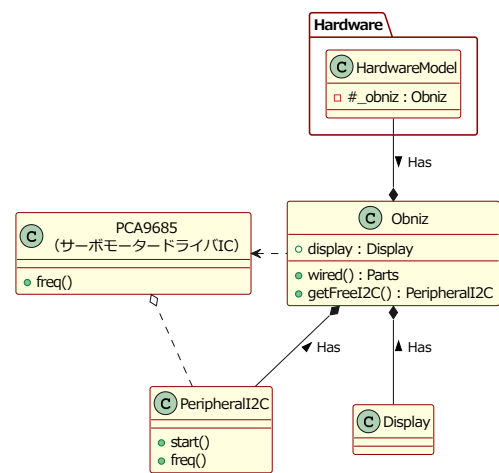 Hardware
C HardwareModel
#_obniz : Obniz
Has
C PCA9685
（サーボモータードライバIC）
freq()
C Obniz
display : Display
wired() : Parts
getFreeI2C() : PeripheralI2C
Has
Has
C PeripheralI2C
start()
freq()
C Display